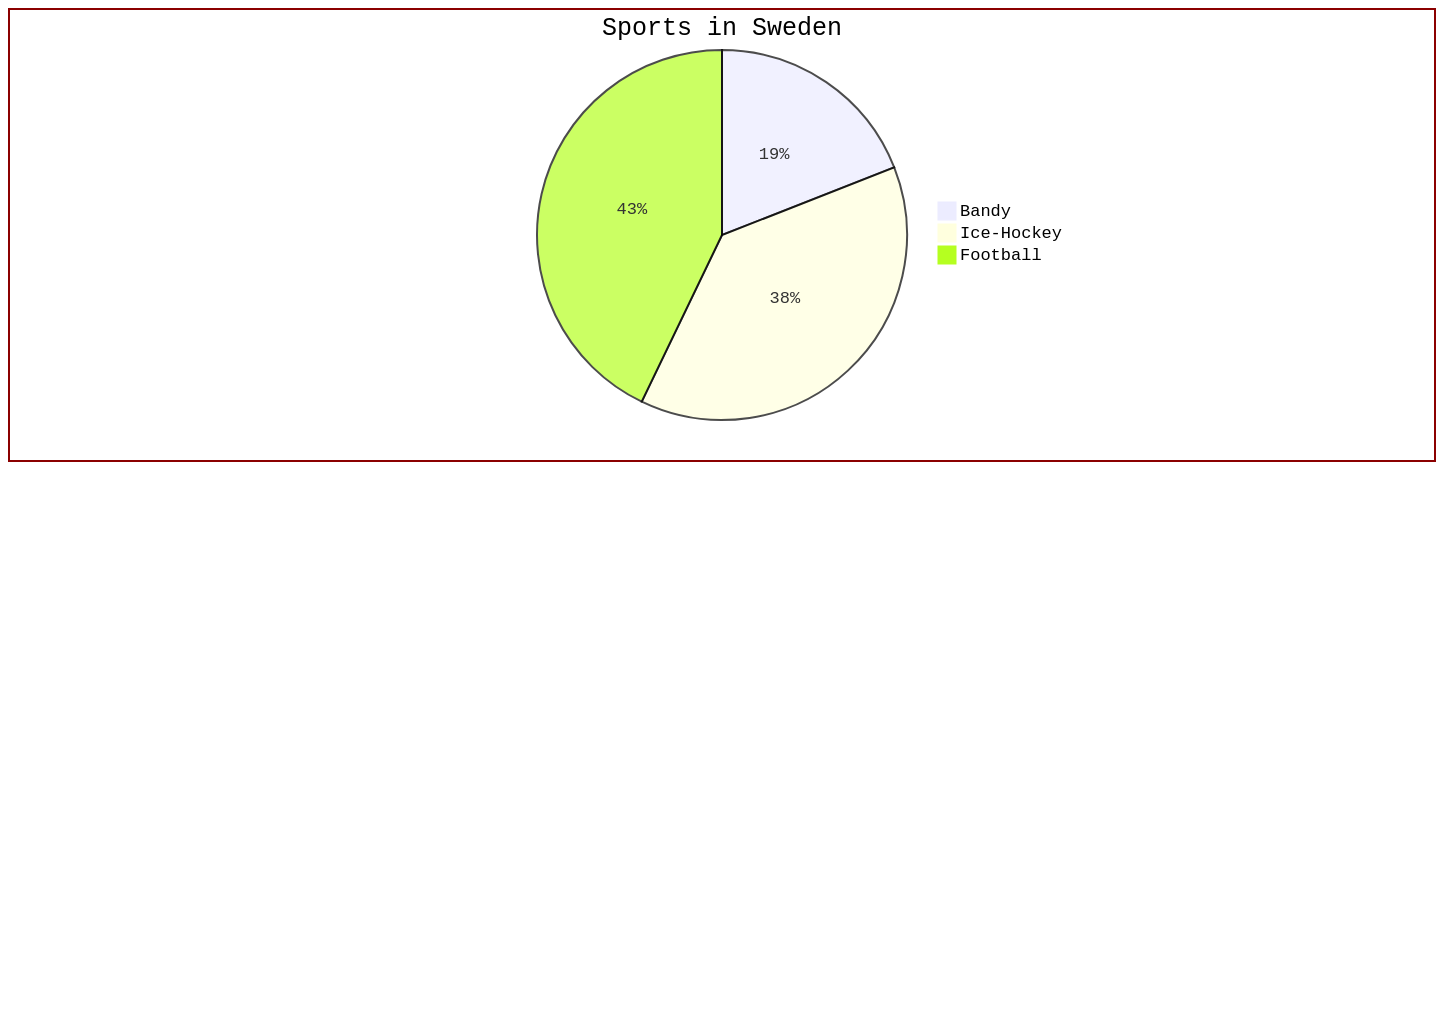 Sports in Sweden
19%
43%
38%
Bandy
Ice-Hockey
Football